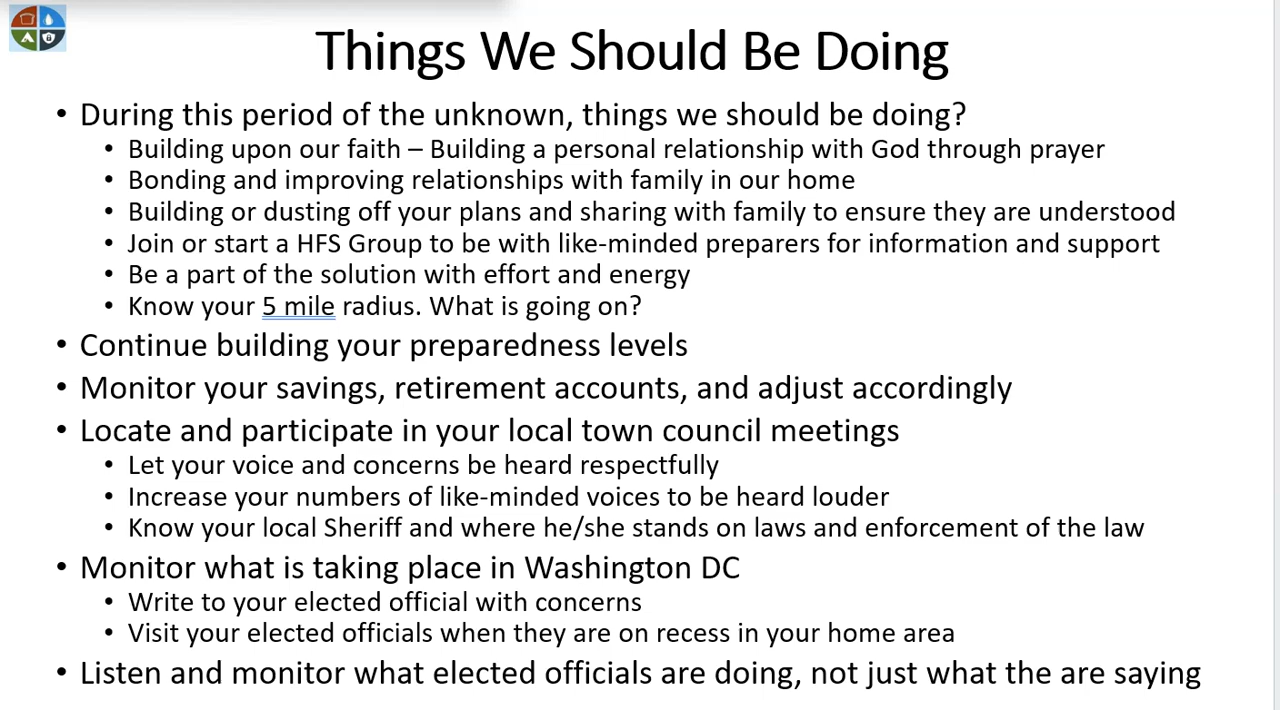 Things We Should Be Doing
• During this period of the unknown, things we should be doing?
• Building upon our faith – Building a personal relationship with God through prayer
• Bonding and improving relationships with family in our home
• Building or dusting off your plans and sharing with family to ensure they are understood
• Join or start a HFS Group to be with like-minded preparers for information and support
• Be a part of the solution with effort and energy
• Know your 5 mile radius. What is going on?
• Continue building your preparedness levels
• Monitor your savings, retirement accounts, and adjust accordingly
• Locate and participate in your local town council meetings
• Let your voice and concerns be heard respectfully
• Increase your numbers of like-minded voices to be heard louder
• Know your local Sheriff and where he/she stands on laws and enforcement of the law
• Monitor what is taking place in Washington DC
• Write to your elected official with concerns
• Visit your elected officials when they are on recess in your home area
• Listen and monitor what elected officials are doing, not just what the are saying